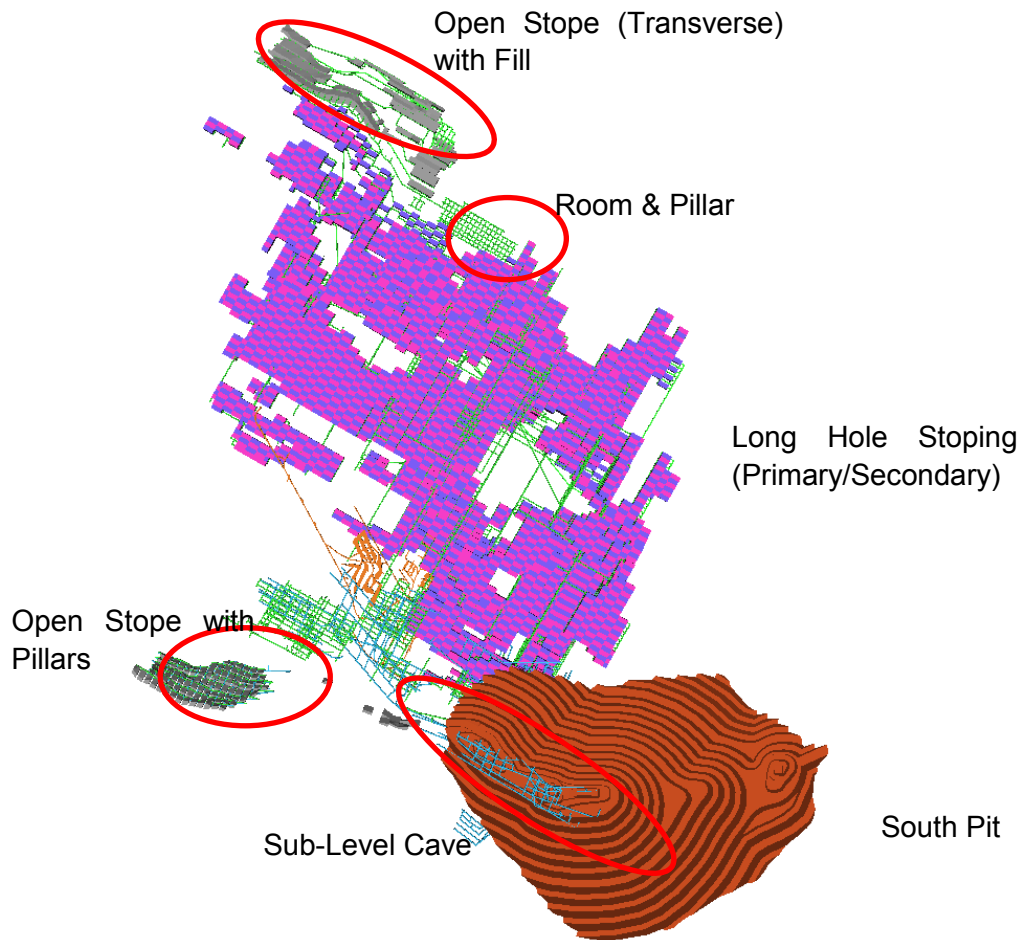 Open Stope (Transverse)
with Fill
Room & Pillar
Long Hole Stoping
(Primary/Secondary)
Open Stope with
Pillars
Sub-Level Cave
South Pit